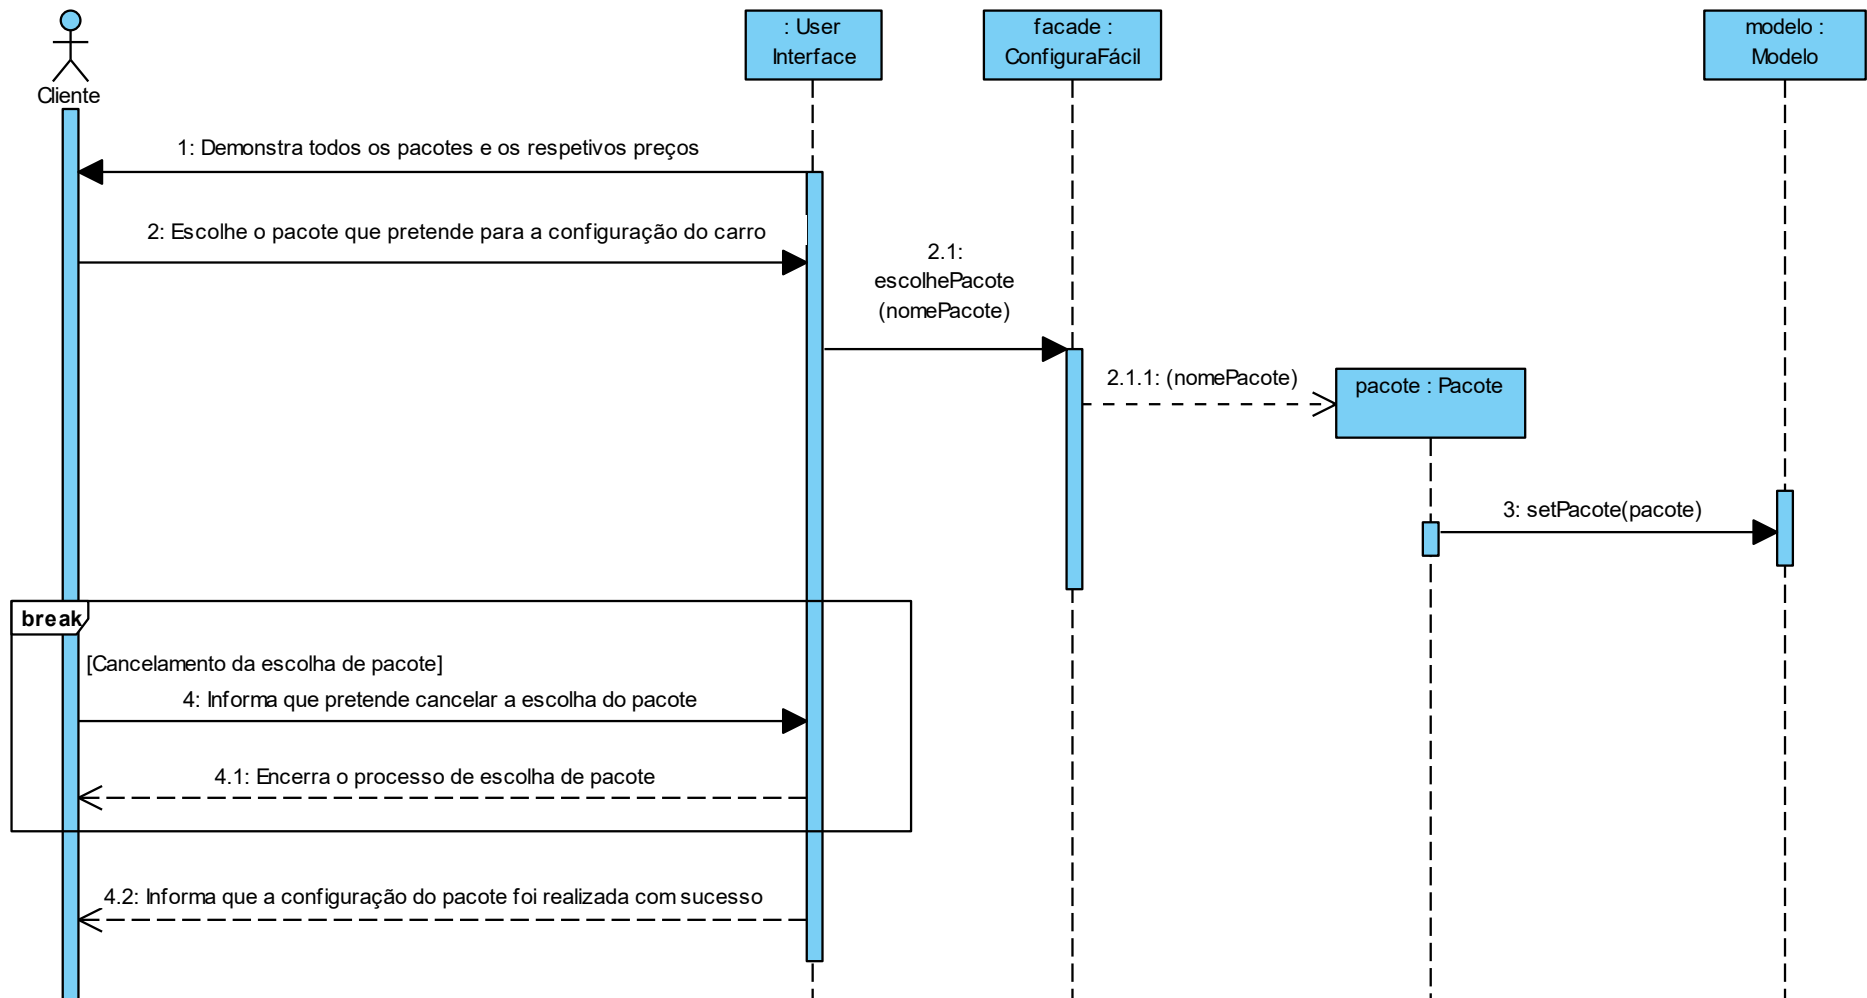 : User
Interface
facade :
ConfiguraFácil
modelo :
Modelo
Cliente
1: Demonstra todos os pacotes e os respetivos preços
2: Escolhe o pacote que pretende para a configuração do carro
2.1:
escolhePacote
(nomePacote)
2.1.1: (nomePacote)
pacote : Pacote
3: setPacote(pacote)
break
[Cancelamento da escolha de pacote]
4: Informa que pretende cancelar a escolha do pacote
4.1: Encerra o processo de escolha de pacote
4.2: Informa que a configuração do pacote foi realizada com sucesso